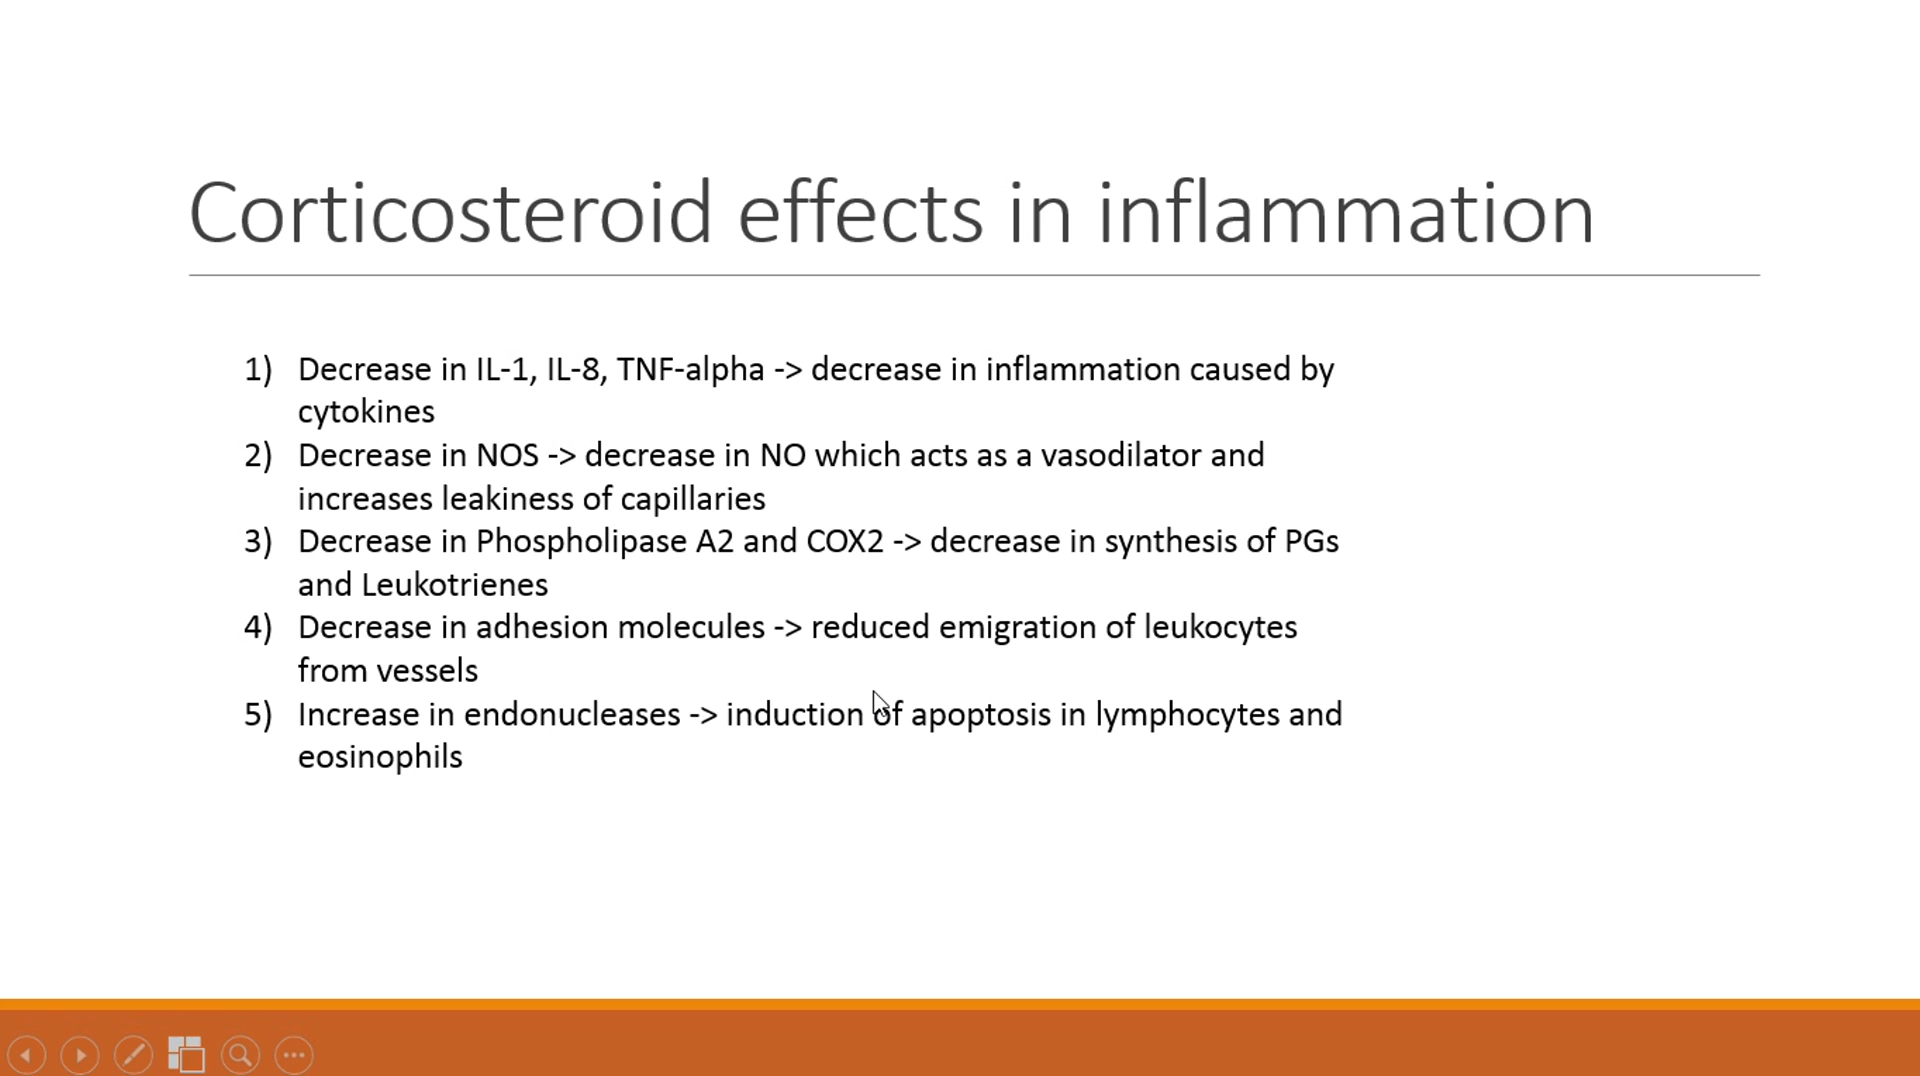 Corticosteroid effects in inflammation
1) Decrease in IL-1, IL-8, TNF-alpha -> decrease in inflammation caused by
cytokines
2) Decrease in NOS -> decrease in NO which acts as a vasodilator and
increases leakiness of capillaries
3) Decrease in Phospholipase A2 and COX2 -> decrease in synthesis of PGs
and Leukotrienes
4) Decrease in adhesion molecules -> reduced emigration of leukocytes
from vessels
5) Increase in endonucleases -> induction of apoptosis in lymphocytes and
eosinophils